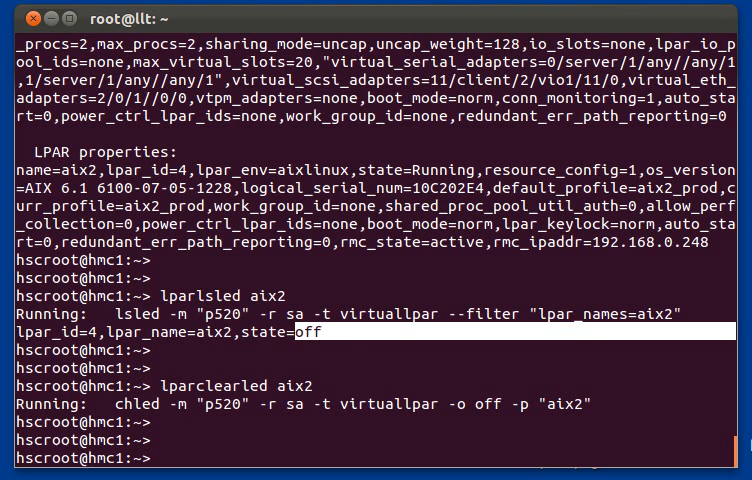 root@llt: ~
_procs=2,max_procs=2,sharing_mode=uncap,uncap_weight=128,io_slots=none,lpar_io_p
ool_ids=none,max_virtual_slots=20,"virtual_serial_adapters=0/server/1/any//any/1
,1/server/1/any//any/1",virtual_scsi_adapters=11/client/2/vio1/11/0,virtual_eth_
adapters=2/0/1//0/0,vtpm_adapters=none,boot_mode=norm,conn_monitoring=1,auto_sta
rt=0,power_ctrl_lpar_ids=none,work_group_id=none,redundant_err_path_reporting=0
LPAR properties:
name=aix2,lpar_id=4,lpar_env=aixlinux,state=Running,resource_config=1,os_version
=AIX 6.1 6100-07-05-1228,logical_serial_num=10C202E4,default_profile=aix2_prod,c
urr_profile=aix2_prod,work_group_id=none,shared_proc_pool_util_auth=0,allow_perf
_collection=0,power_ctrl_lpar_ids=none,boot_mode=norm,lpar_keylock=norm,auto_sta
rt=0,redundant_err_path_reporting=0,rmc_state=active,rmc_ipaddr=192.168.0.248
hscroot@hmc1:~>
hscroot@hmc1:~>
hscroot@hmc1:~> lparlsled aix2
Running:   lsled -m "p520" -r sa -t virtuallpar --filter "lpar_names=aix2"
lpar_id=4,lpar_name=aix2,state=off
hscroot@hmc1:~>
hscroot@hmc1:~>
hscroot@hmc1:~> lparclearled aix2
Running:   chled -m "p520" -r sa -t virtuallpar -o off -p "aix2"
hscroot@hmc1:~>
hscroot@hmc1:~>
hscroot@hmc1:~>